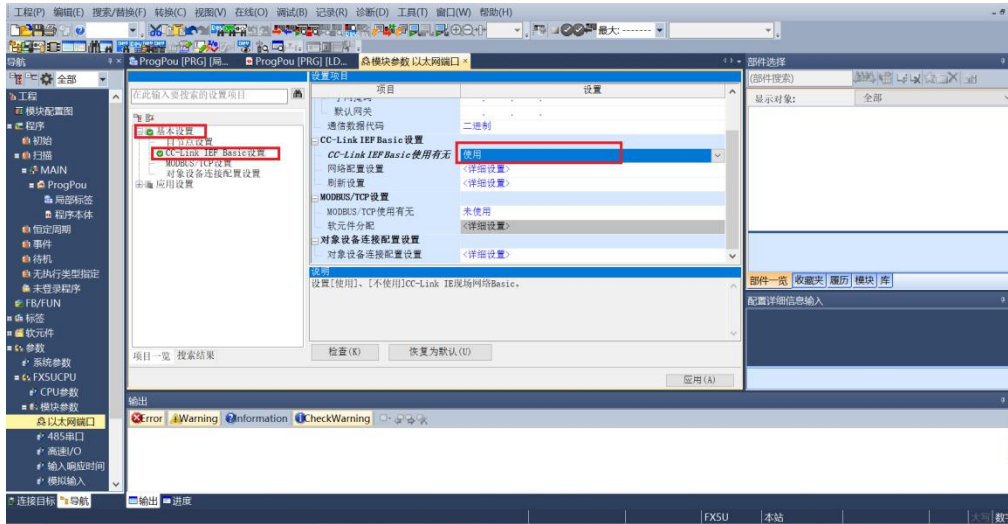 工程(P) 编辑(E) 搜索/替换(F) 转换(C) 视图(V) 在线(O) 调试(B) 记录(R) 诊断(D) 工具(T) 窗口(W) 帮助(H)
最大: -------
导航
全部
工程
模块配置图
程序
初始
扫描
MAIN
ProgPou
局部标签
程序本体
恒定周期
事件
待机
无执行类型指定
未登录程序
FB/FUN
标签
软元件
参数
系统参数
FX5UCPU
CPU参数
模块参数
以太网端口
485串口
高速I/O
输入响应时间
模拟输入
连接目标 导航
ProgPou [PRG] [局... ProgPou [PRG] [LD... 模块参数 以太网端口
在此输入要搜索的设置项目
基本设置
自节点设置
CC-Link IEF Basic设置
MODBUS/TCP设置
对象设备连接配置设置
应用设置
项目一览 搜索结果
设置项目
项目 设置
默认网关 . . .
通信数据代码 二进制
CC-Link IEF Basic设置
CC-Link IEF Basic使用有无 使用
网络配置设置 <详细设置>
刷新设置 <详细设置>
MODBUS/TCP设置
MODBUS/TCP使用有无 未使用
软元件分配 <详细设置>
对象设备连接配置设置
对象设备连接配置设置 <详细设置>
说明
设置[使用]、[不使用]CC-Link IE现场网络Basic。
检查(K) 恢复为默认(U)
应用(A)
输出
Error Warning Information CheckWarning
输出 进度
部件选择
(部件搜索)
显示对象: 全部
部件一览 收藏夹 履历 模块 库
配置详细信息输入
FX5U 本站 大写